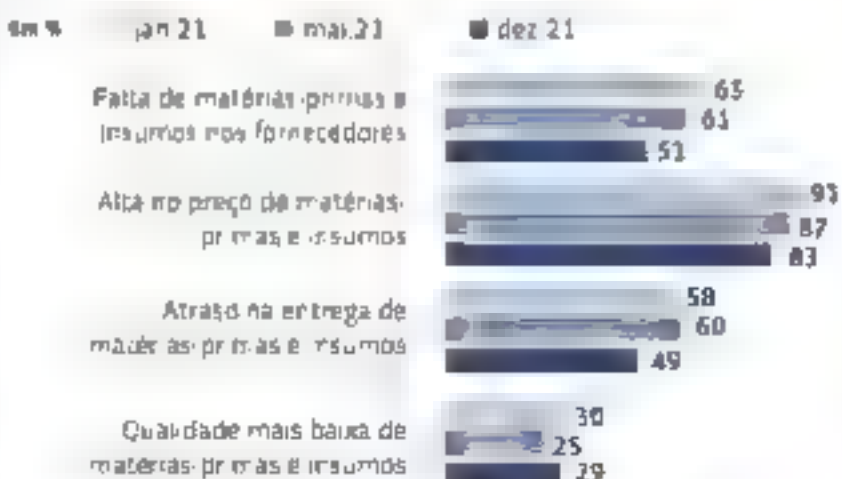 Em % jan 21 mai.21 dez 21
Falta de matérias-primas e
insumos nos fornecedores
65
61
51
Alta no preço de matérias-
primas e insumos
87
83
Atraso na entrega de
matérias-primas e insumos
58
60
49
Qualidade mais baixa de
matérias-primas e insumos
30
25
29